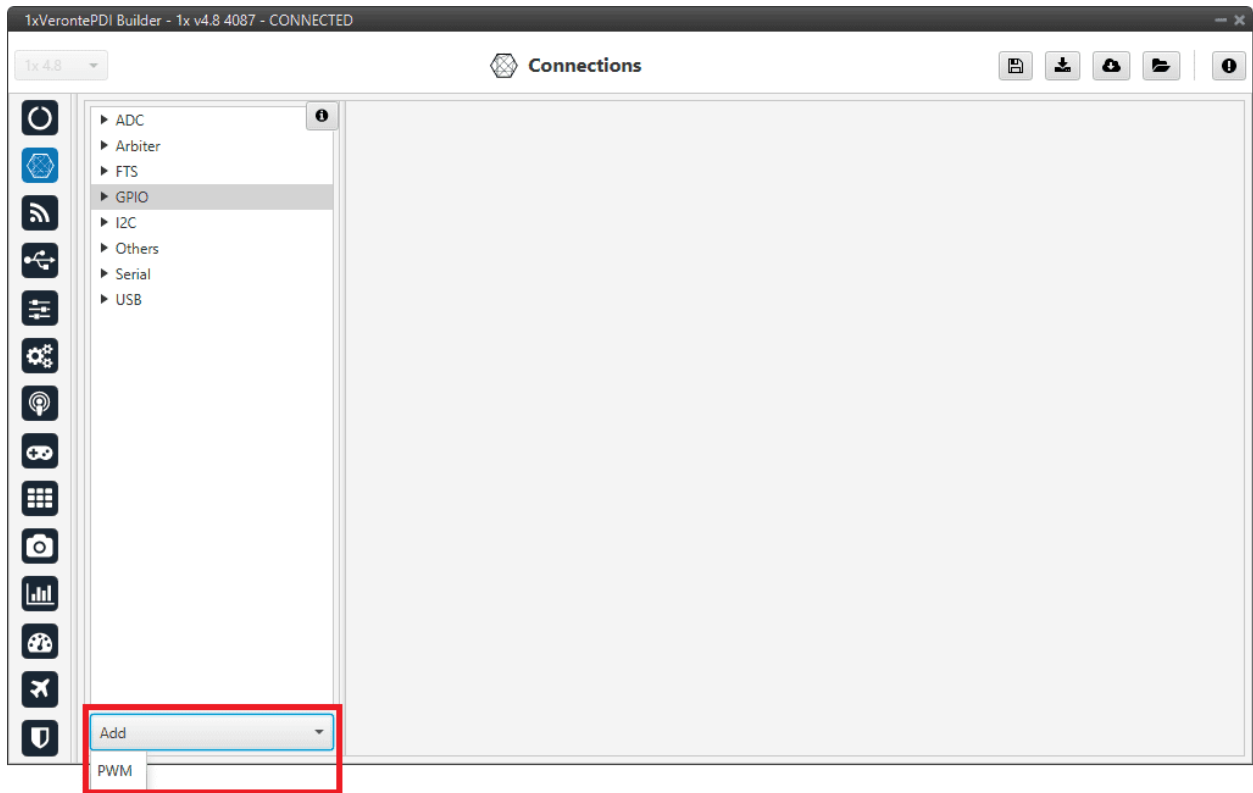 1xVerontePDI Builder - 1x v4.8 4087 - CONNECTED
1x 4.8
Connections
ADC
Arbiter
FTS
GPIO
I2C
Others
Serial
USB
Add
PWM